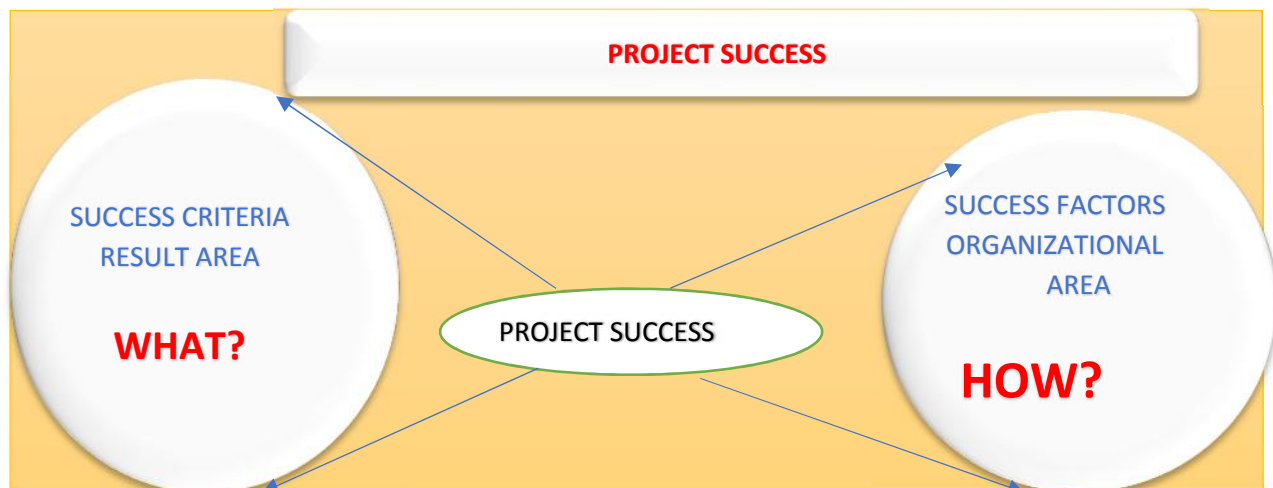 PROJECT SUCCESS
SUCCESS CRITERIA
RESULT AREA
WHAT?
PROJECT SUCCESS
SUCCESS FACTORS
ORGANIZATIONAL
AREA
HOW?